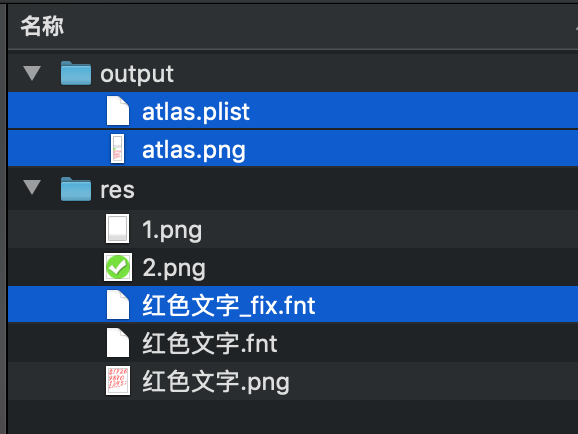 名称
output
atlas.plist
atlas.png
res
1.png
2.png
红色文字_fix.fnt
红色文字.fnt
红色文字.png